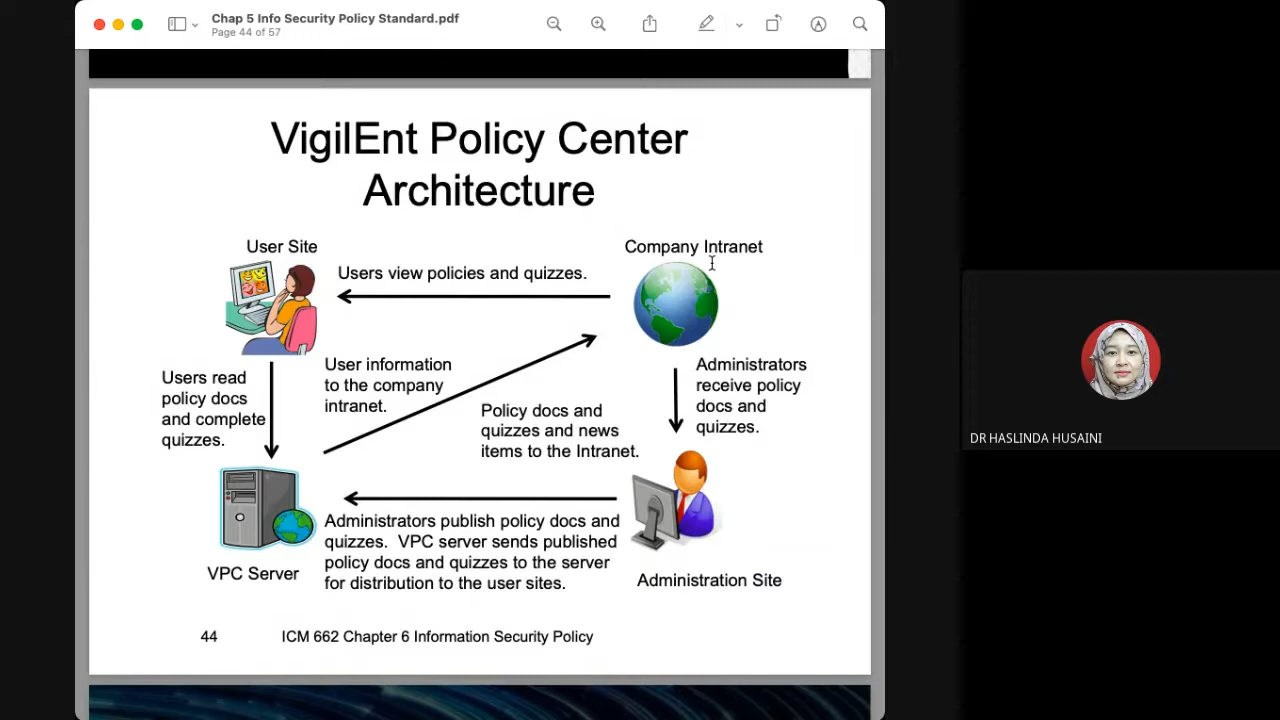 Chap 5 Info Security Policy Standard.pdf
Page 44 of 57
VigilEnt Policy Center
Architecture
User Site
Company Intranet
Users view policies and quizzes.
User information
to the company
intranet.
Administrators
receive policy
docs and
quizzes.
Users read
policy docs
and complete
quizzes.
Policy docs and
quizzes and news
items to the Intranet.
Administrators publish policy docs and
quizzes. VPC server sends published
policy docs and quizzes to the server
for distribution to the user sites.
VPC Server
Administration Site
44
ICM 662 Chapter 6 Information Security Policy
DR HASLINDA HUSAINI